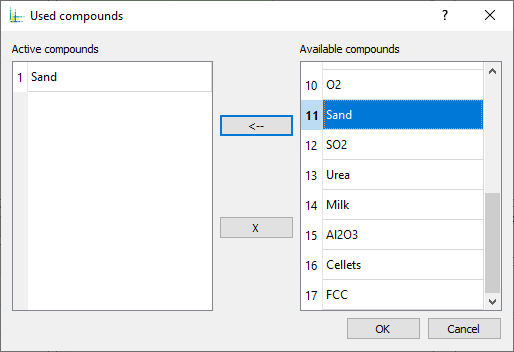 Used compounds
?
Active compounds
Available compounds
1 Sand
10 O2
<--
11 Sand
12 SO2
13 Urea
14 Milk
X
15 Al2O3
16 Cellets
17 FCC
OK
Cancel